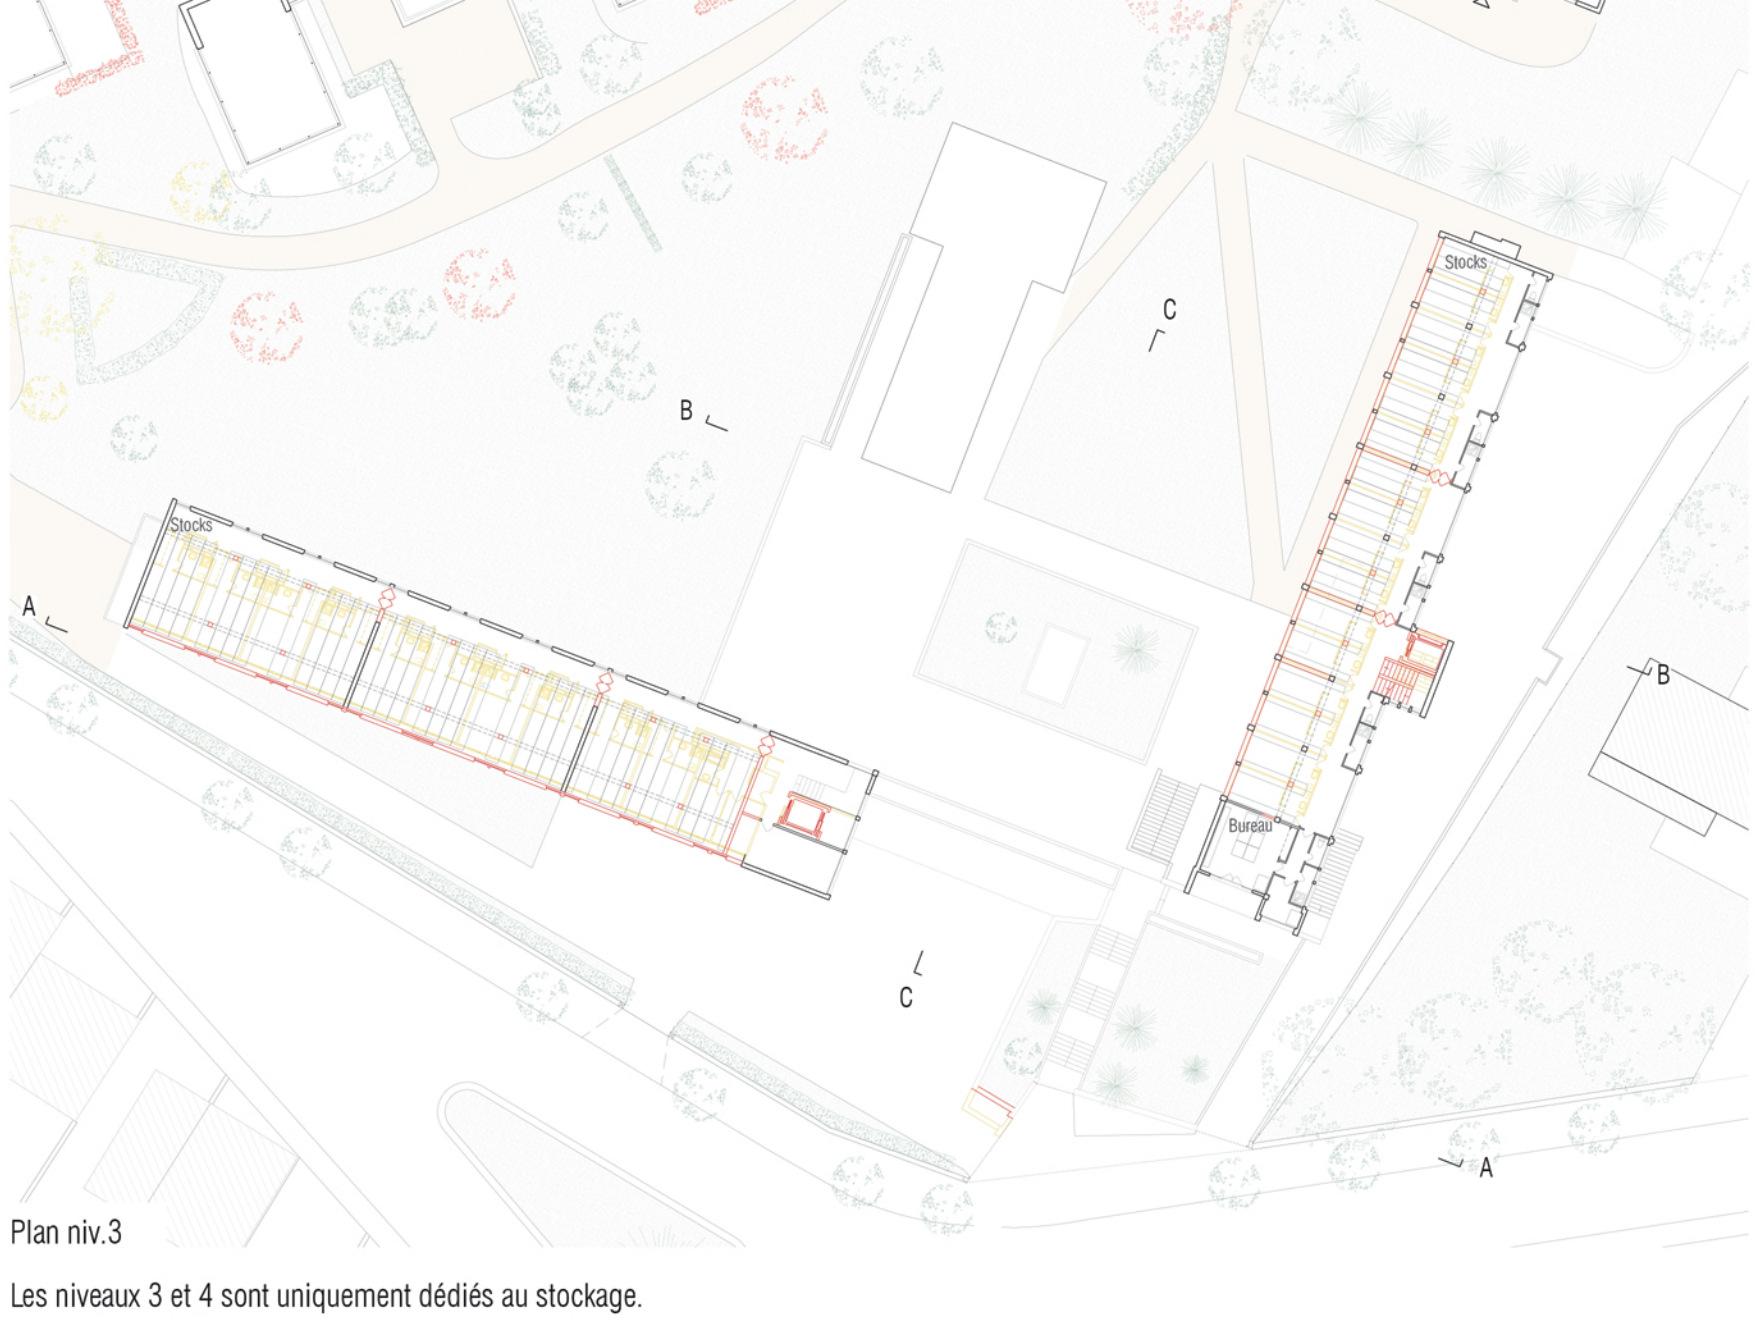 Stocks
C
B
Stocks
A
B
Bureau
C
A
Plan niv.3
Les niveaux 3 et 4 sont uniquement dédiés au stockage.